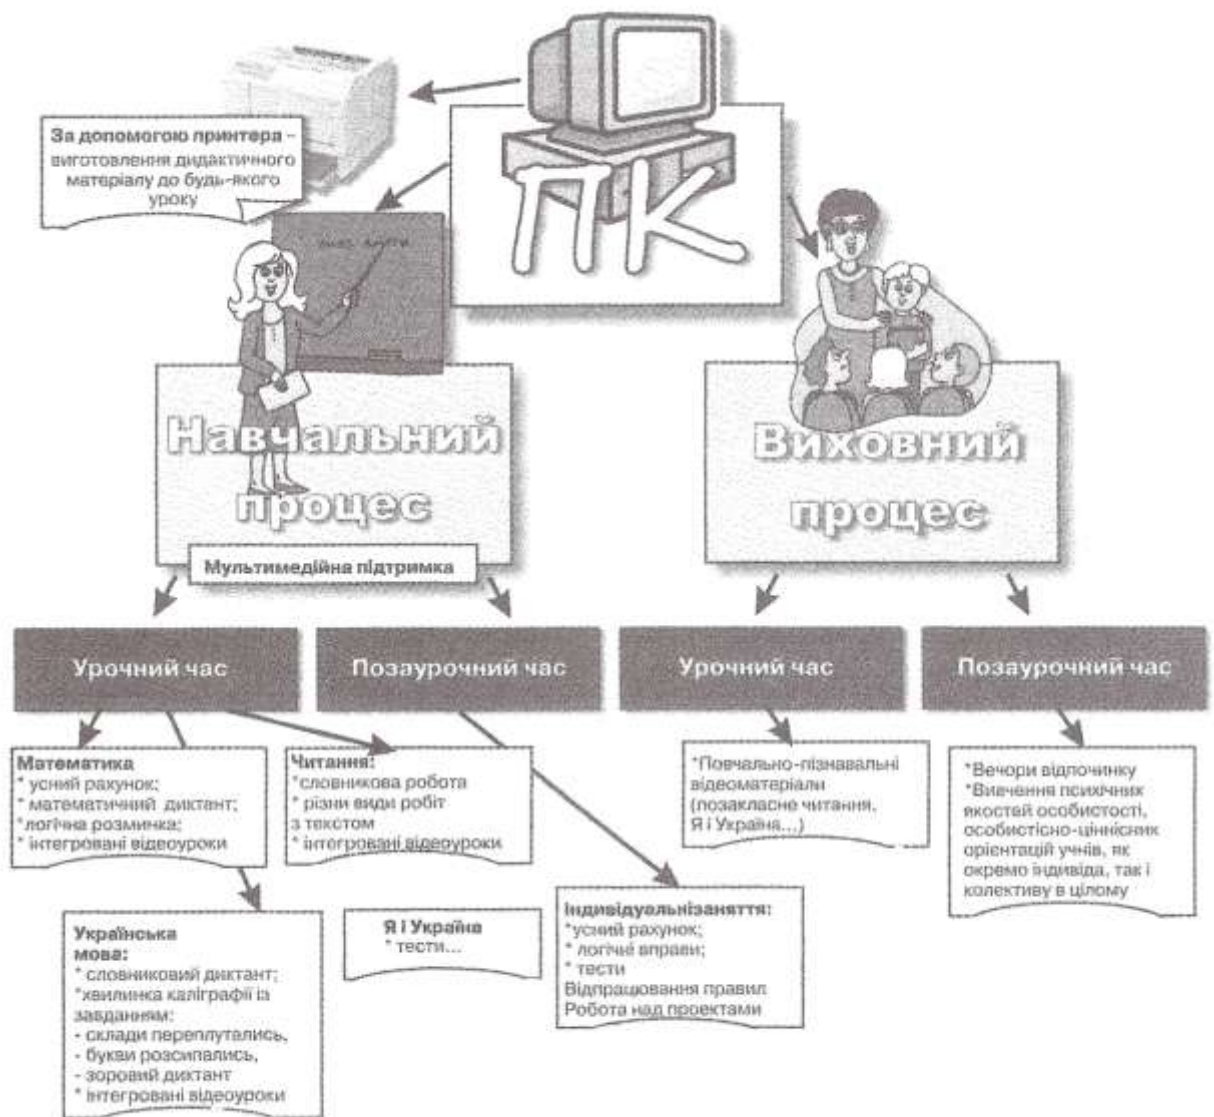 За допомогою принтера –
виготовлення дидактичного
матеріалу до будь-якого
уроку
ПК
Навчальний
процес
Мультимедійна підтримка
Виховний
процес
Урочний час
Позаурочний час
Урочний час
Позаурочний час
Математика
* усний рахунок;
* математичний диктант;
*логічна розминка;
* інтегровані відеоуроки
Читання:
*словникова робота
* різни види робіт
з текстом
* інтегровані відеоуроки
*Повчально-пізнавальні
відеоматеріали
(позакласне читання,
Я і Україна...)
*Вечори відпочинку
*Вивчення психічних
якостей особистості,
особистісно-ціннісних
орієнтацій учнів, як
окремо індивіда, так і
колективу в цілому
Українська
мова:
* словниковий диктант;
*хвилинка каліграфії із
завданням:
- склади переплутались,
- букви розсипались,
- зоровий диктант
* інтегровані відеоуроки
Я і Україна
* тести...
Індивідуальнізаняття:
*усний рахунок;
* логічні вправи;
* тести
Відпрацювання правил
Робота над проектами